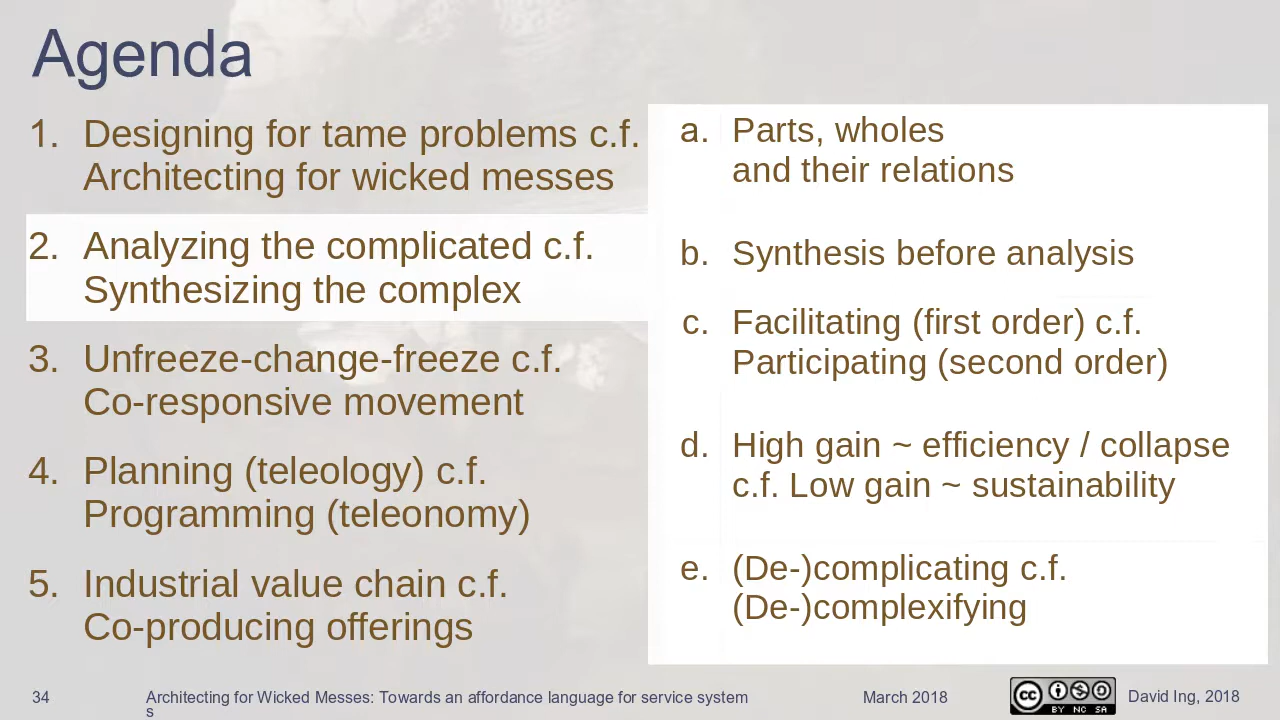 Agenda
1. Designing for tame problems c.f.
Architecting for wicked messes
2. Analyzing the complicated c.f.
Synthesizing the complex
3. Unfreeze-change-freeze c.f.
Co-responsive movement
4. Planning (teleology) c.f.
Programming (teleonomy)
5. Industrial value chain c.f.
Co-producing offerings
a. Parts, wholes
and their relations
b. Synthesis before analysis
c. Facilitating (first order) c.f.
Participating (second order)
d. High gain ~ efficiency / collapse
c.f. Low gain ~ sustainability
e. (De-)complicating c.f.
(De-)complexifying
34
Architecting for Wicked Messes: Towards an affordance language for service system
s
March 2018
cc
BY NC SA
David Ing, 2018